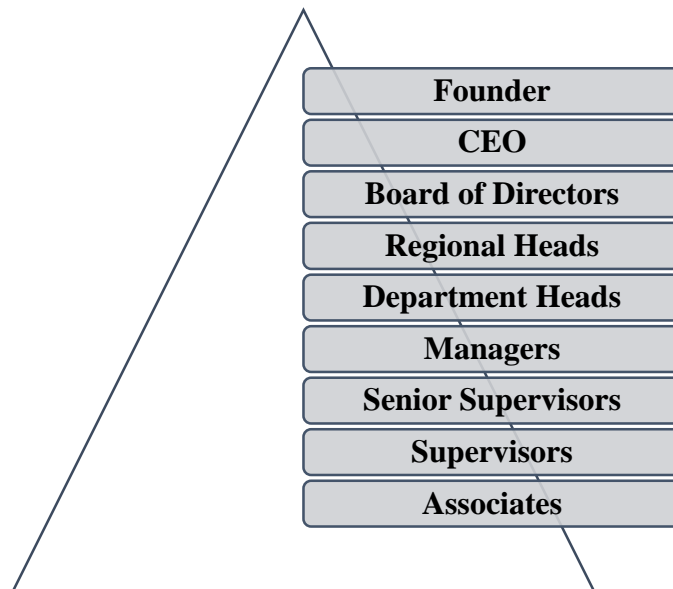 Founder
CEO
Board of Directors
Regional Heads
Department Heads
Managers
Senior Supervisors
Supervisors
Associates